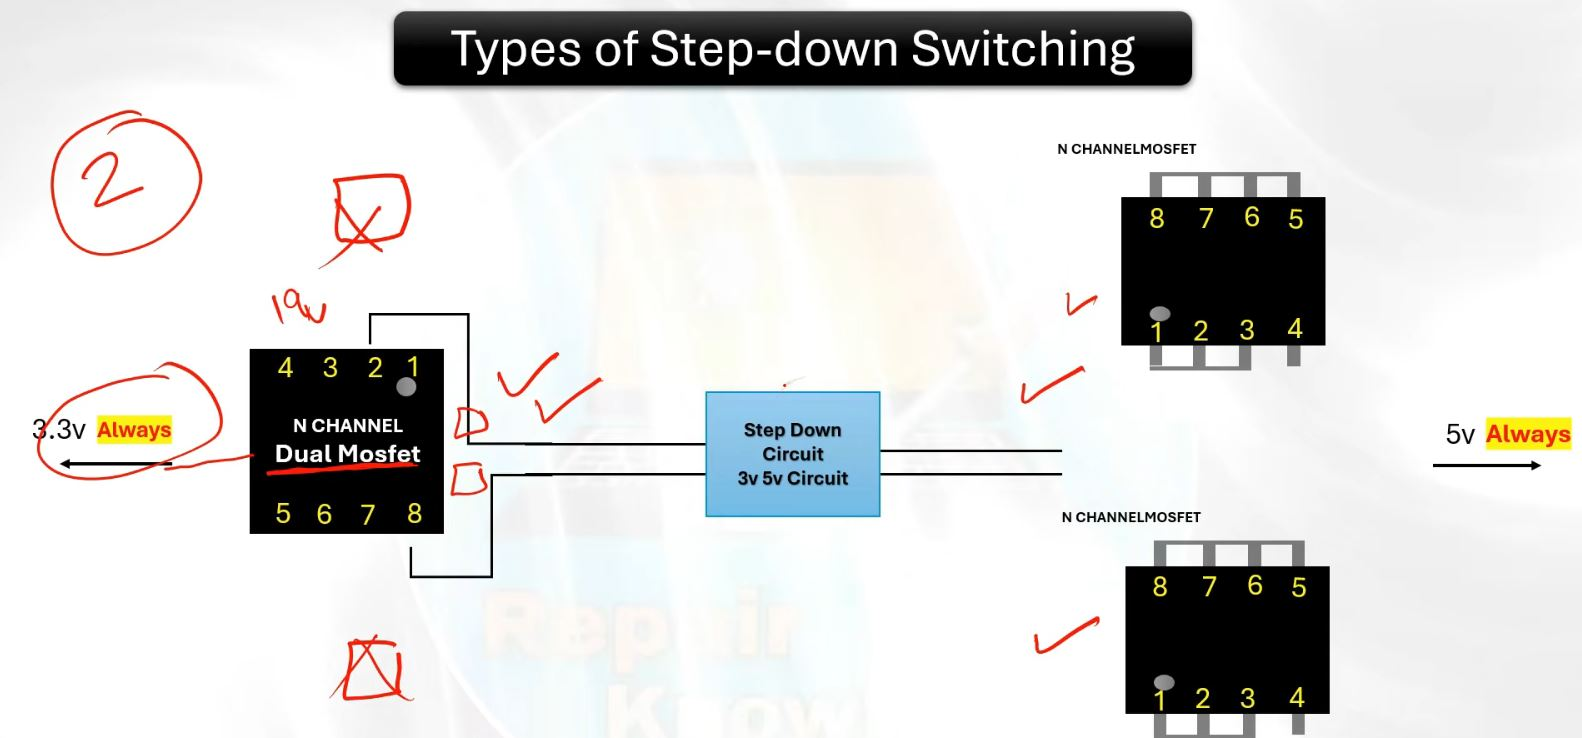 Types of Step-down Switching
2
N CHANNELMOSFET
8 7 6 5
1 2 3 4
19v
4 3 2 1
N CHANNEL
Dual Mosfet
5 6 7 8
3.3v Always
Step Down
Circuit
3v 5v Circuit
5v Always
N CHANNELMOSFET
8 7 6 5
1 2 3 4
Repair
Know